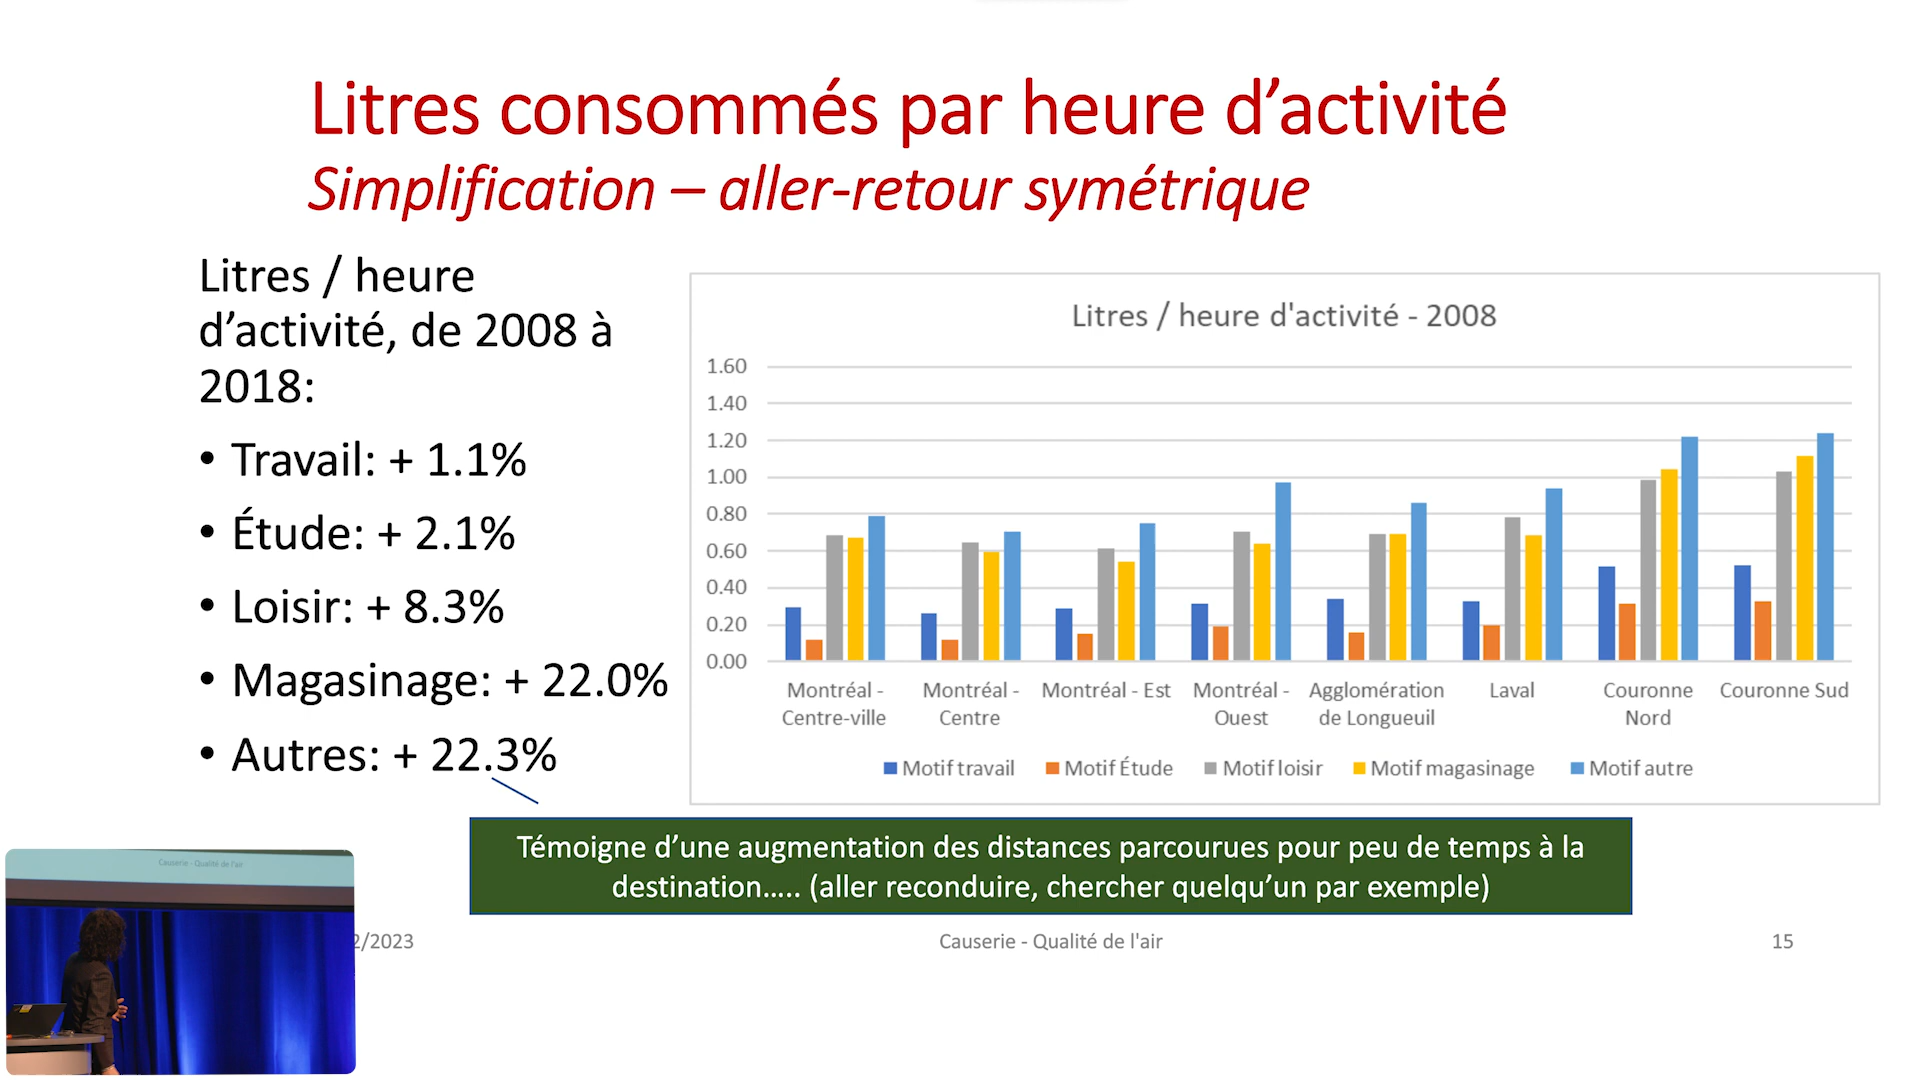 Litres consommés par heure d’activité
Simplification – aller-retour symétrique
Litres / heure
d’activité, de 2008 à
2018:
• Travail: + 1.1%
• Étude: + 2.1%
• Loisir: + 8.3%
• Magasinage: + 22.0%
• Autres: + 22.3%
Litres / heure d'activité - 2008
1.60
1.40
1.20
1.00
0.80
0.60
0.40
0.20
0.00
Montréal - Centre-ville
Montréal - Centre
Montréal - Est
Montréal - Ouest
Agglomération de Longueuil
Laval
Couronne Nord
Couronne Sud
Motif travail Motif Étude Motif loisir Motif magasinage Motif autre
Témoigne d’une augmentation des distances parcourues pour peu de temps à la
destination..... (aller reconduire, chercher quelqu’un par exemple)
Causerie - Qualité de l'air
2/2023 Causerie - Qualité de l'air 15